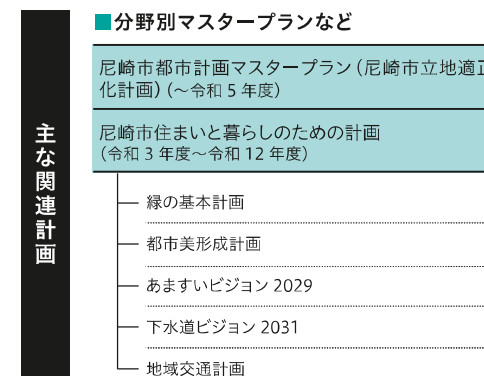 ■分野別マスタープランなど
尼崎市都市計画マスタープラン（尼崎市立地適正
化計画）（～令和 5 年度）
尼崎市住まいと暮らしのための計画
（令和 3 年度～令和 12 年度）
主な関連計画
緑の基本計画
都市美形成計画
あますいビジョン 2029
下水道ビジョン 2031
地域交通計画